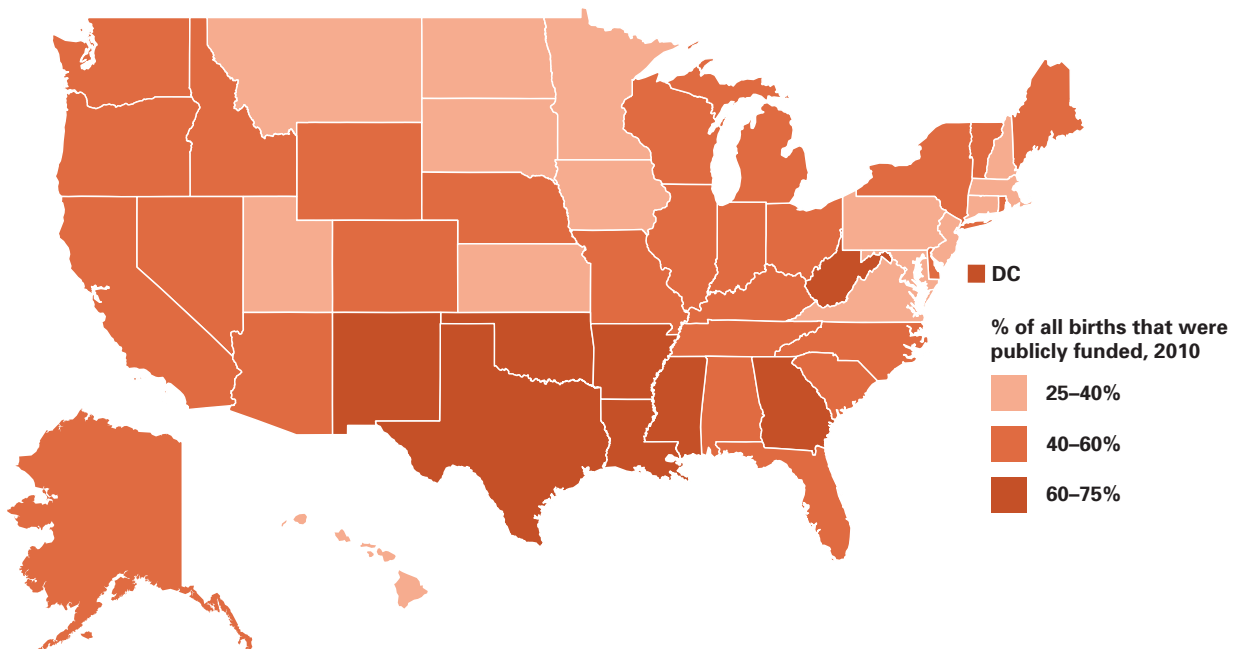 DC
% of all births that were
publicly funded, 2010
25–40%
40–60%
60–75%